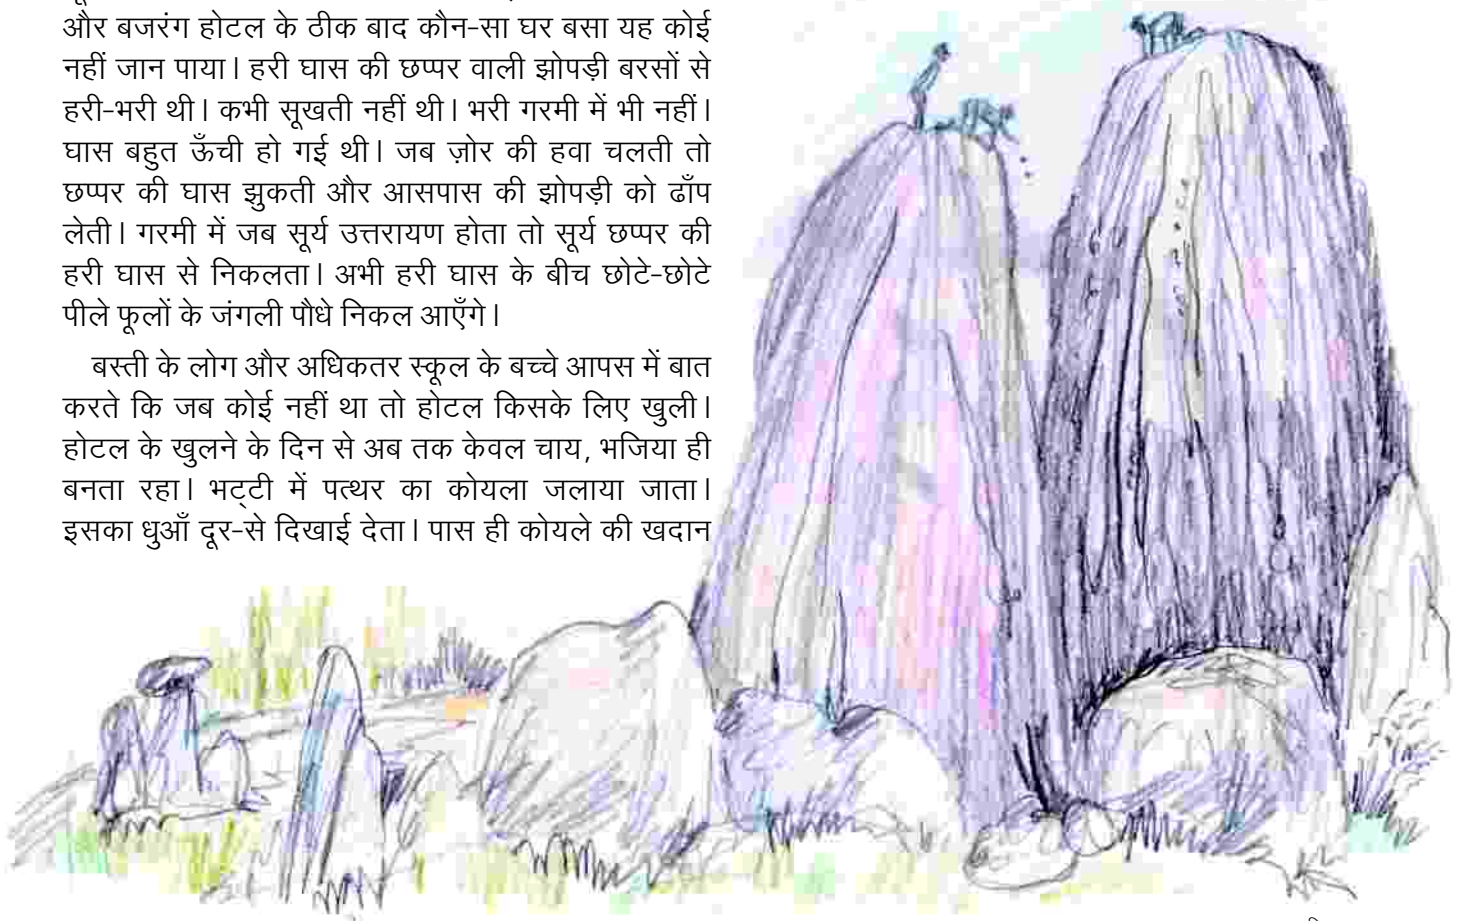 और बजरंग होटल के ठीक बाद कौन-सा घर बसा यह कोई
नहीं जान पाया। हरी घास की छप्पर वाली झोपड़ी बरसों से
हरी-भरी थी। कभी सूखती नहीं थी। भरी गरमी में भी नहीं।
घास बहुत ऊँची हो गई थी। जब ज़ोर की हवा चलती तो
छप्पर की घास झुकती और आसपास की झोपड़ी को ढाँप
लेती। गरमी में जब सूर्य उत्तरायण होता तो सूर्य छप्पर की
हरी घास से निकलता। अभी हरी घास के बीच छोटे-छोटे
पीले फूलों के जंगली पौधे निकल आएँगे।
बस्ती के लोग और अधिकतर स्कूल के बच्चे आपस में बात
करते कि जब कोई नहीं था तो होटल किसके लिए खुली।
होटल के खुलने के दिन से अब तक केवल चाय, भजिया ही
बनता रहा। भट्टी में पत्थर का कोयला जलाया जाता।
इसका धुआँ दूर-से दिखाई देता। पास ही कोयले की खदान